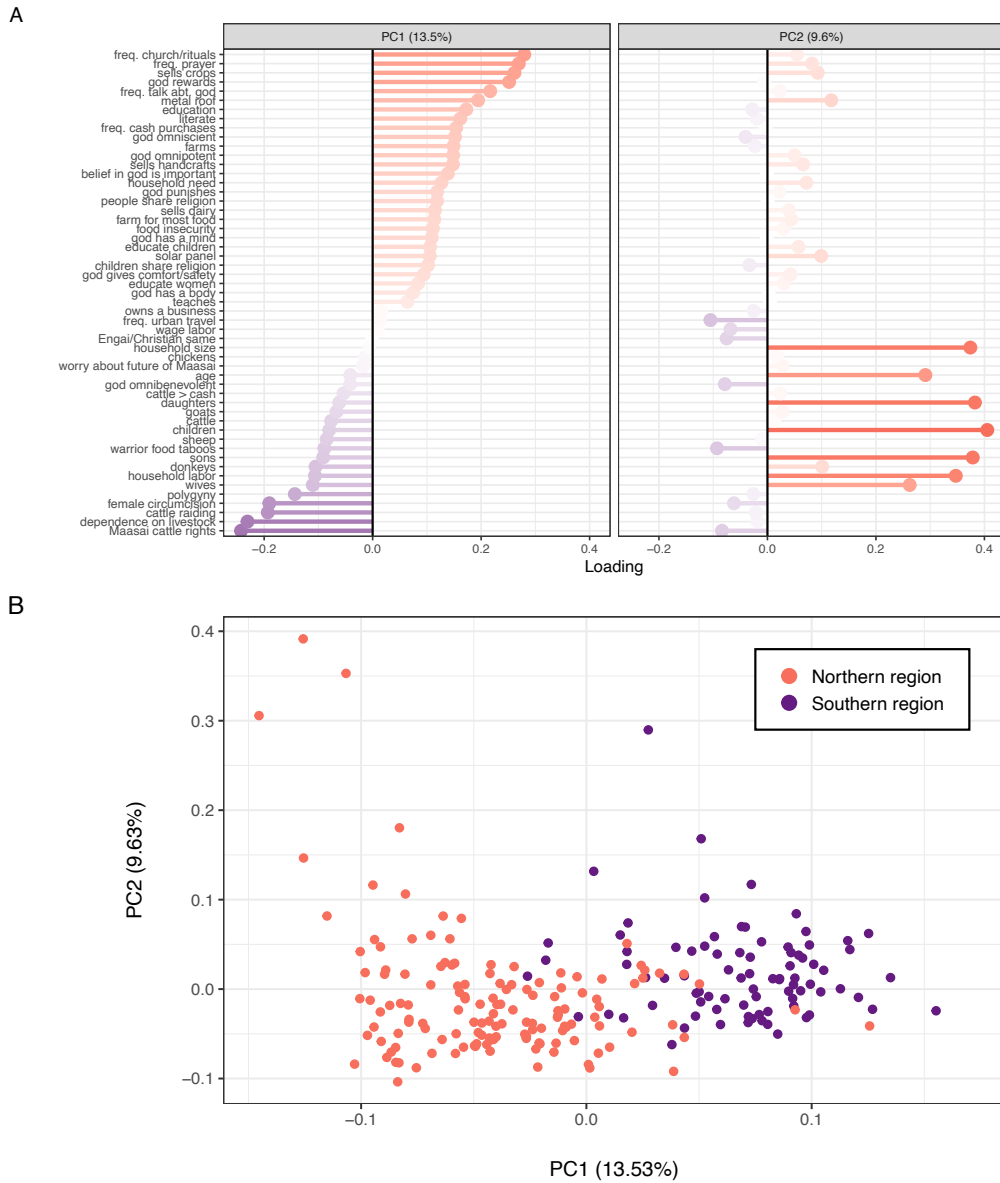 A
PC1 (13.5%)
PC2 (9.6%)
freq. church/rituals
freq. prayer
sells crops
god rewards
freq. talk abt. god
metal roof
education
literate
freq. cash purchases
god omniscient
farms
god omnipotent
sells handcrafts
belief in god is important
household need
god punishes
people share religion
sells dairy
farm for most food
food insecurity
god has a mind
educate children
solar panel
children share religion
god gives comfort/safety
educate women
god has a body
teaches
owns a business
freq. urban travel
wage labor
Engai/Christian same
household size
chickens
worry about future of Maasai
age
god omnibenevolent
cattle > cash
daughters
goats
cattle
children
sheep
warrior food taboos
sons
donkeys
household labor
wives
polygyny
female circumcision
cattle raiding
dependence on livestock
Maasai cattle rights
−0.2 0.0 0.2 0.4
−0.2 0.0 0.2 0.4
Loading
B
PC2 (9.63%)
0.4
0.3
0.2
0.1
0.0
−0.1
Northern region
Southern region
−0.1 0.0 0.1
PC1 (13.53%)